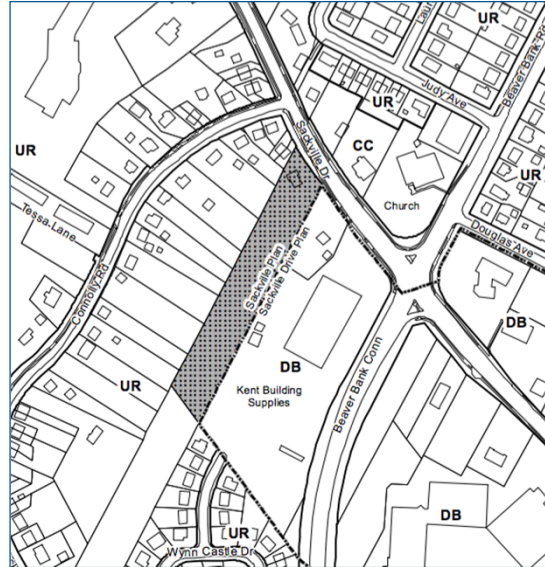 UR
Lau
UR
Beaver Bank Rd
Judy Ave
Sackville Dr
UR
CC
UR
Church
Tessa Lane
Connolly Rd
Douglas Ave
Sackville Plan
Sackville Drive Plan
DB
UR
DB
Kent Building
Supplies
Beaver Bank Conn
UR
DB
Wynn Castle Dr
UR